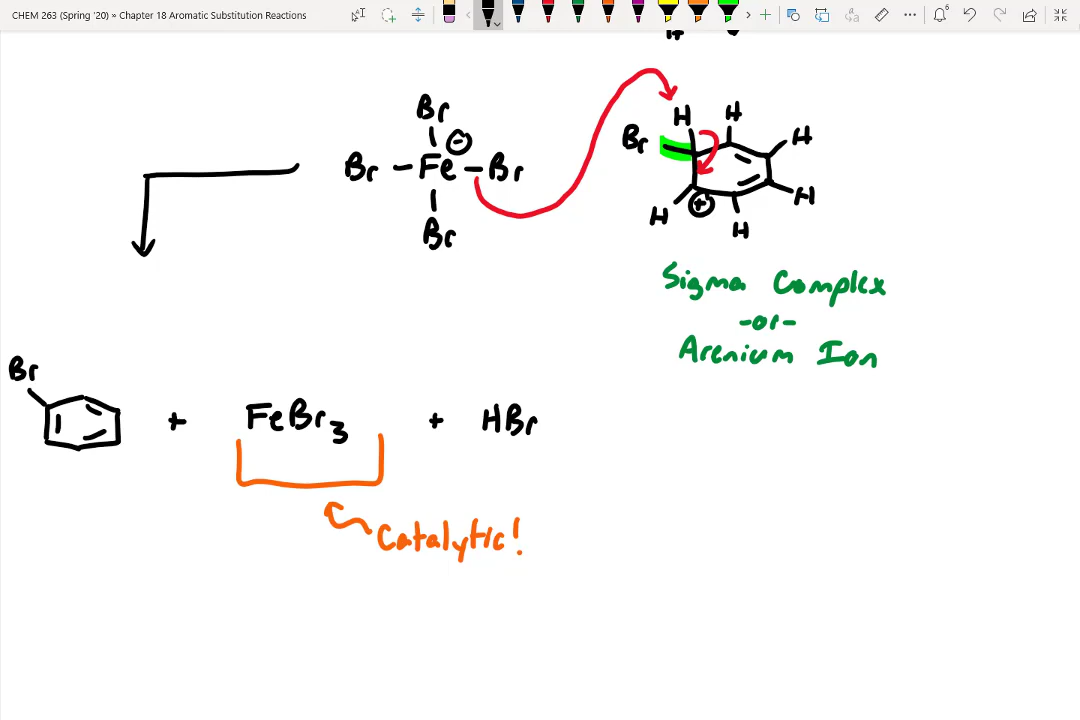 CHEM 263 (Spring '20) » Chapter 18 Aromatic Substitution Reactions
6
H
Br
⊖
Br — Fe — Br
Br
H H
Br H
H ⊕ H
H
Sigma Complex
-or-
Arenium Ion
Br
+ FeBr3 + HBr
Catalytic!